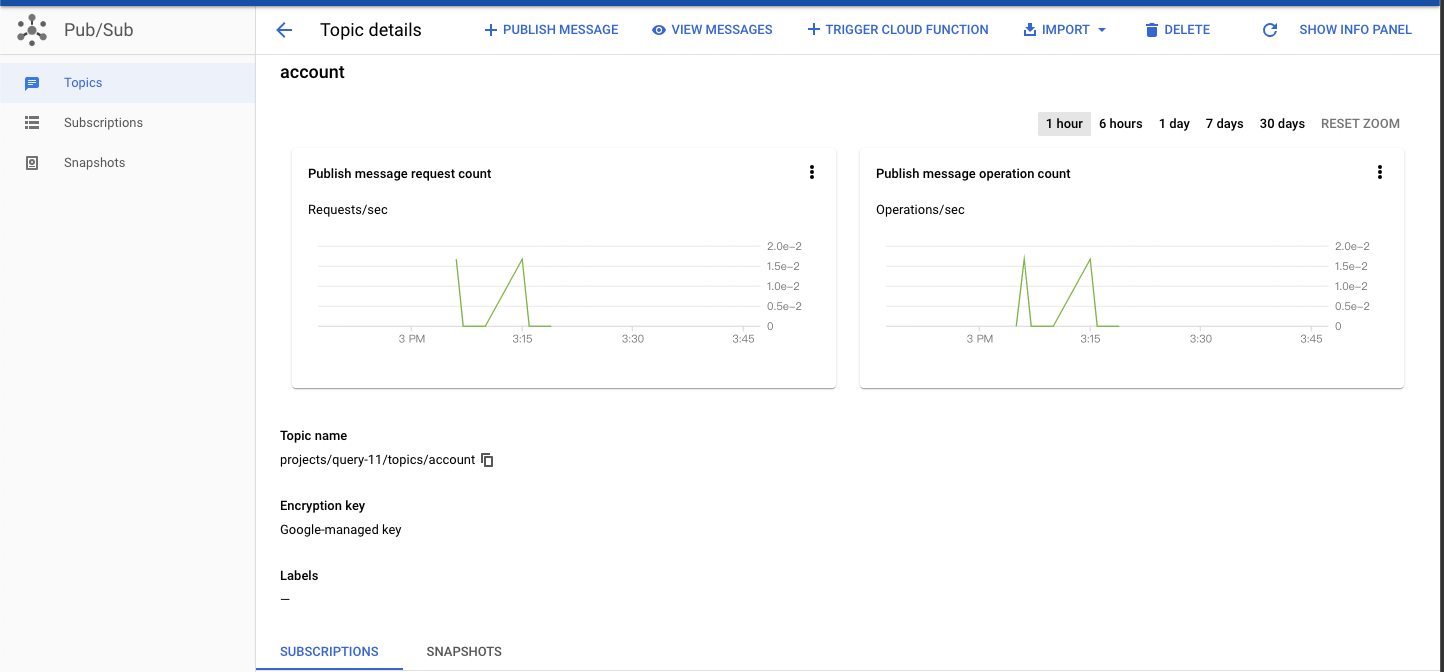 Pub/Sub
Topics
Subscriptions
Snapshots
Topic details
PUBLISH MESSAGE
VIEW MESSAGES
TRIGGER CLOUD FUNCTION
IMPORT
DELETE
SHOW INFO PANEL
account
1 hour 6 hours 1 day 7 days 30 days RESET ZOOM
Publish message request count
Requests/sec
2.0e–2
1.5e–2
1.0e–2
0.5e–2
0
3 PM 3:15 3:30 3:45
Publish message operation count
Operations/sec
2.0e–2
1.5e–2
1.0e–2
0.5e–2
0
3 PM 3:15 3:30 3:45
Topic name
projects/query-11/topics/account
Encryption key
Google-managed key
Labels
—
SUBSCRIPTIONS SNAPSHOTS